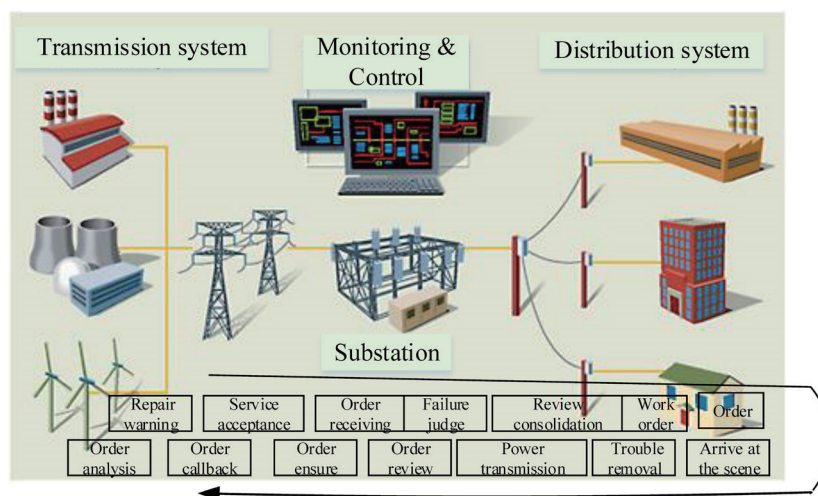 Transmission system
Monitoring &
Control
Distribution system
Substation
Repair
warning
Service
acceptance
Order
receiving
Failure
judge
Review
consolidation
Work
order
Order
Order
analysis
Order
callback
Order
ensure
Order
review
Power
transmission
Trouble
removal
Arrive at
the scene